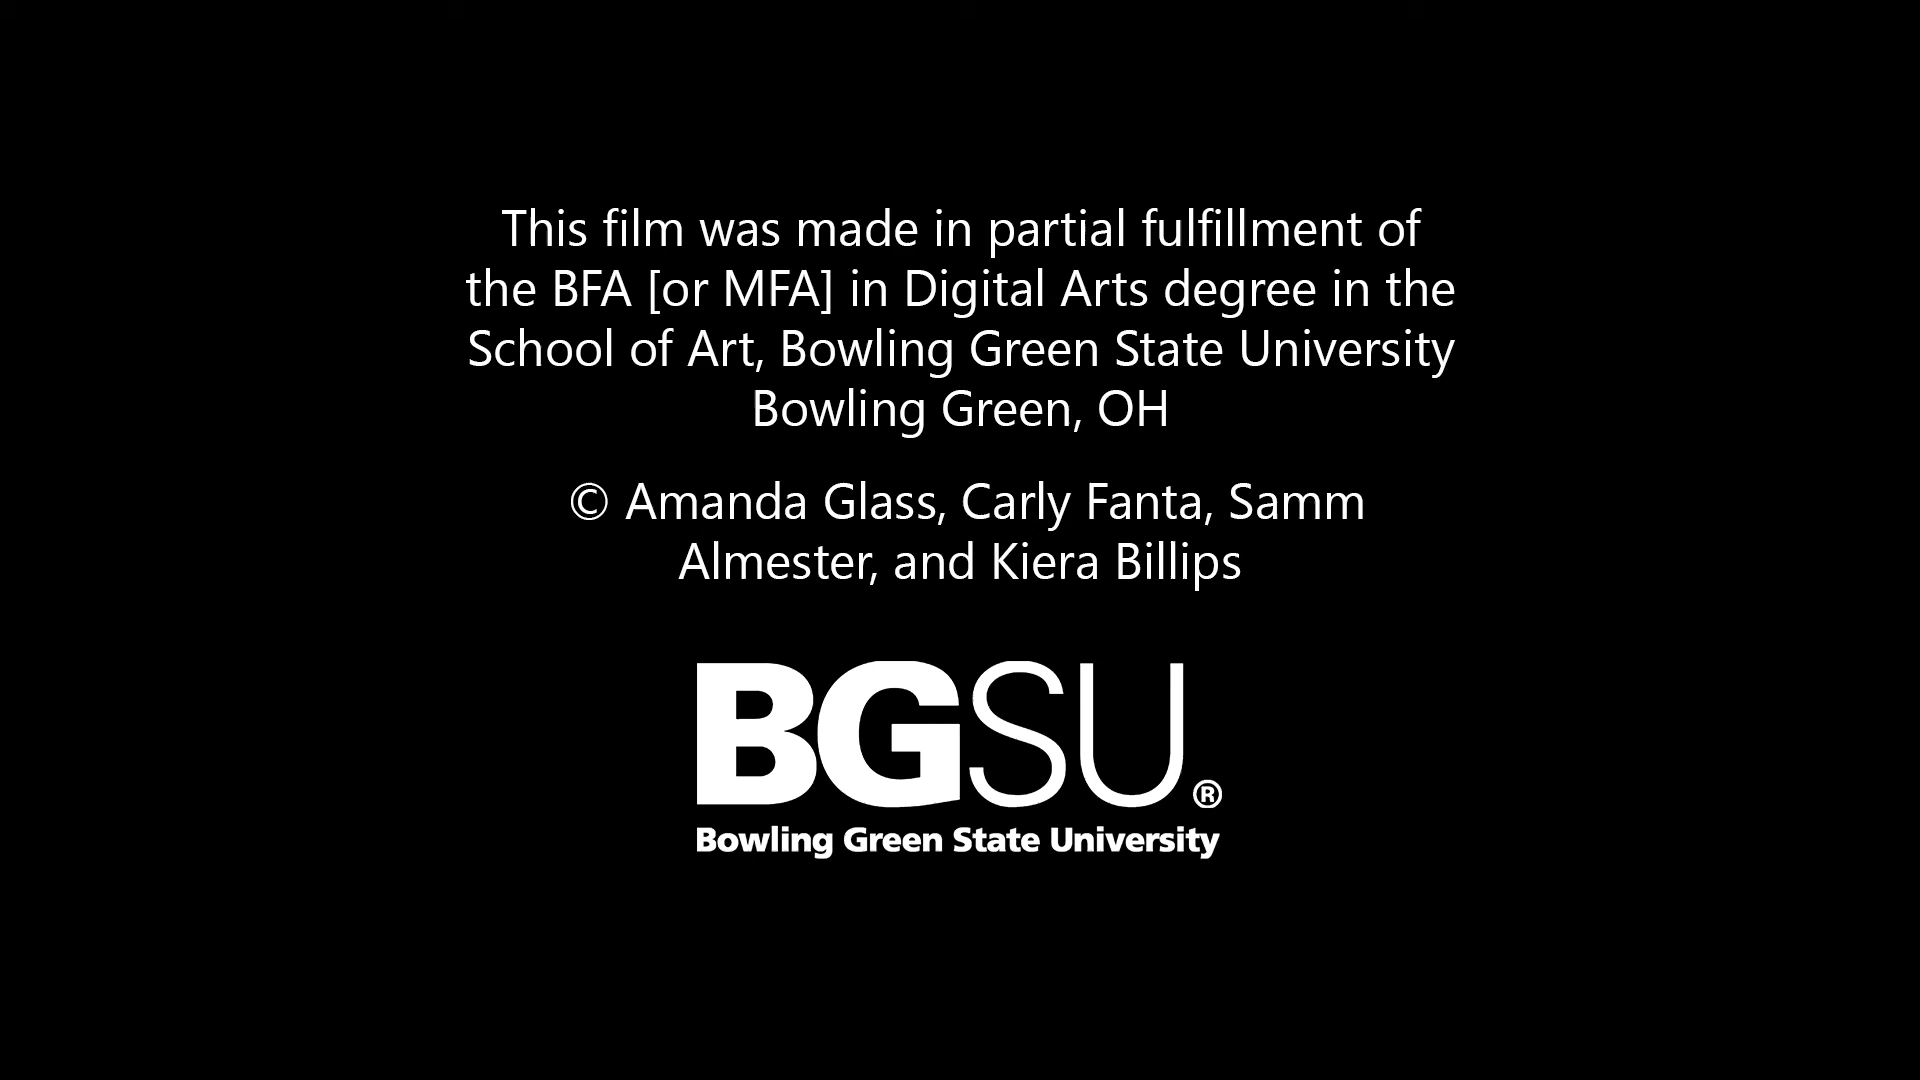 This film was made in partial fulfillment of
the BFA [or MFA] in Digital Arts degree in the
School of Art, Bowling Green State University
Bowling Green, OH
© Amanda Glass, Carly Fanta, Samm
Almester, and Kiera Billips
BGSU®
Bowling Green State University